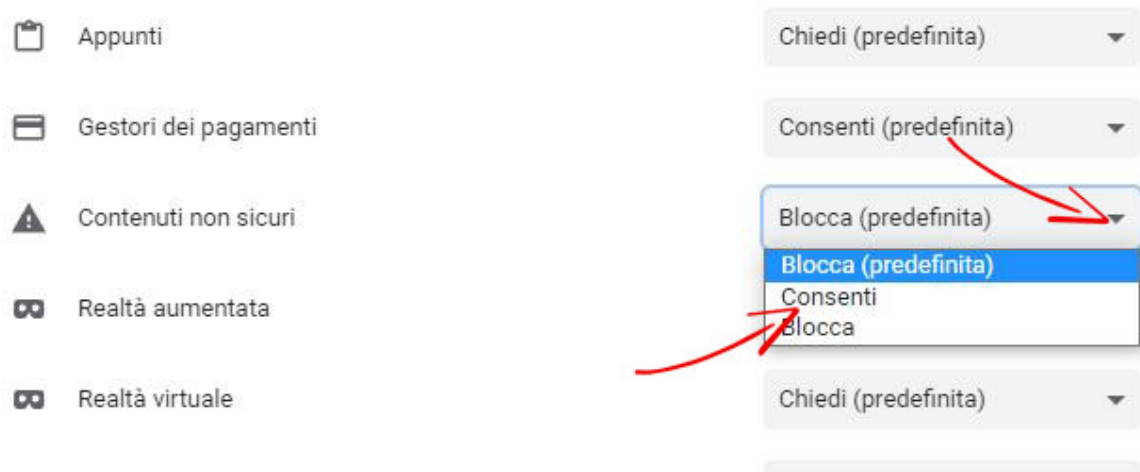 Appunti Chiedi (predefinita)
Gestori dei pagamenti Consenti (predefinita)
Contenuti non sicuri Blocca (predefinita)
Blocca (predefinita)
Consenti
Realtà aumentata
Blocca
Realtà virtuale Chiedi (predefinita)